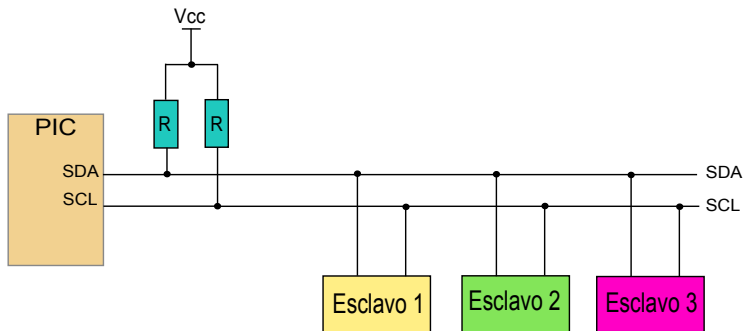 Vcc
R
R
PIC
SDA
SCL
SDA
SCL
Esclavo 1
Esclavo 2
Esclavo 3